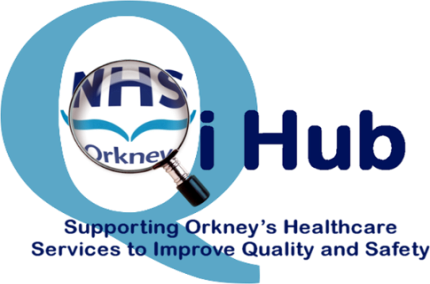 Q
NHS
Orkney
i Hub
Supporting Orkney's Healthcare
Services to Improve Quality and Safety